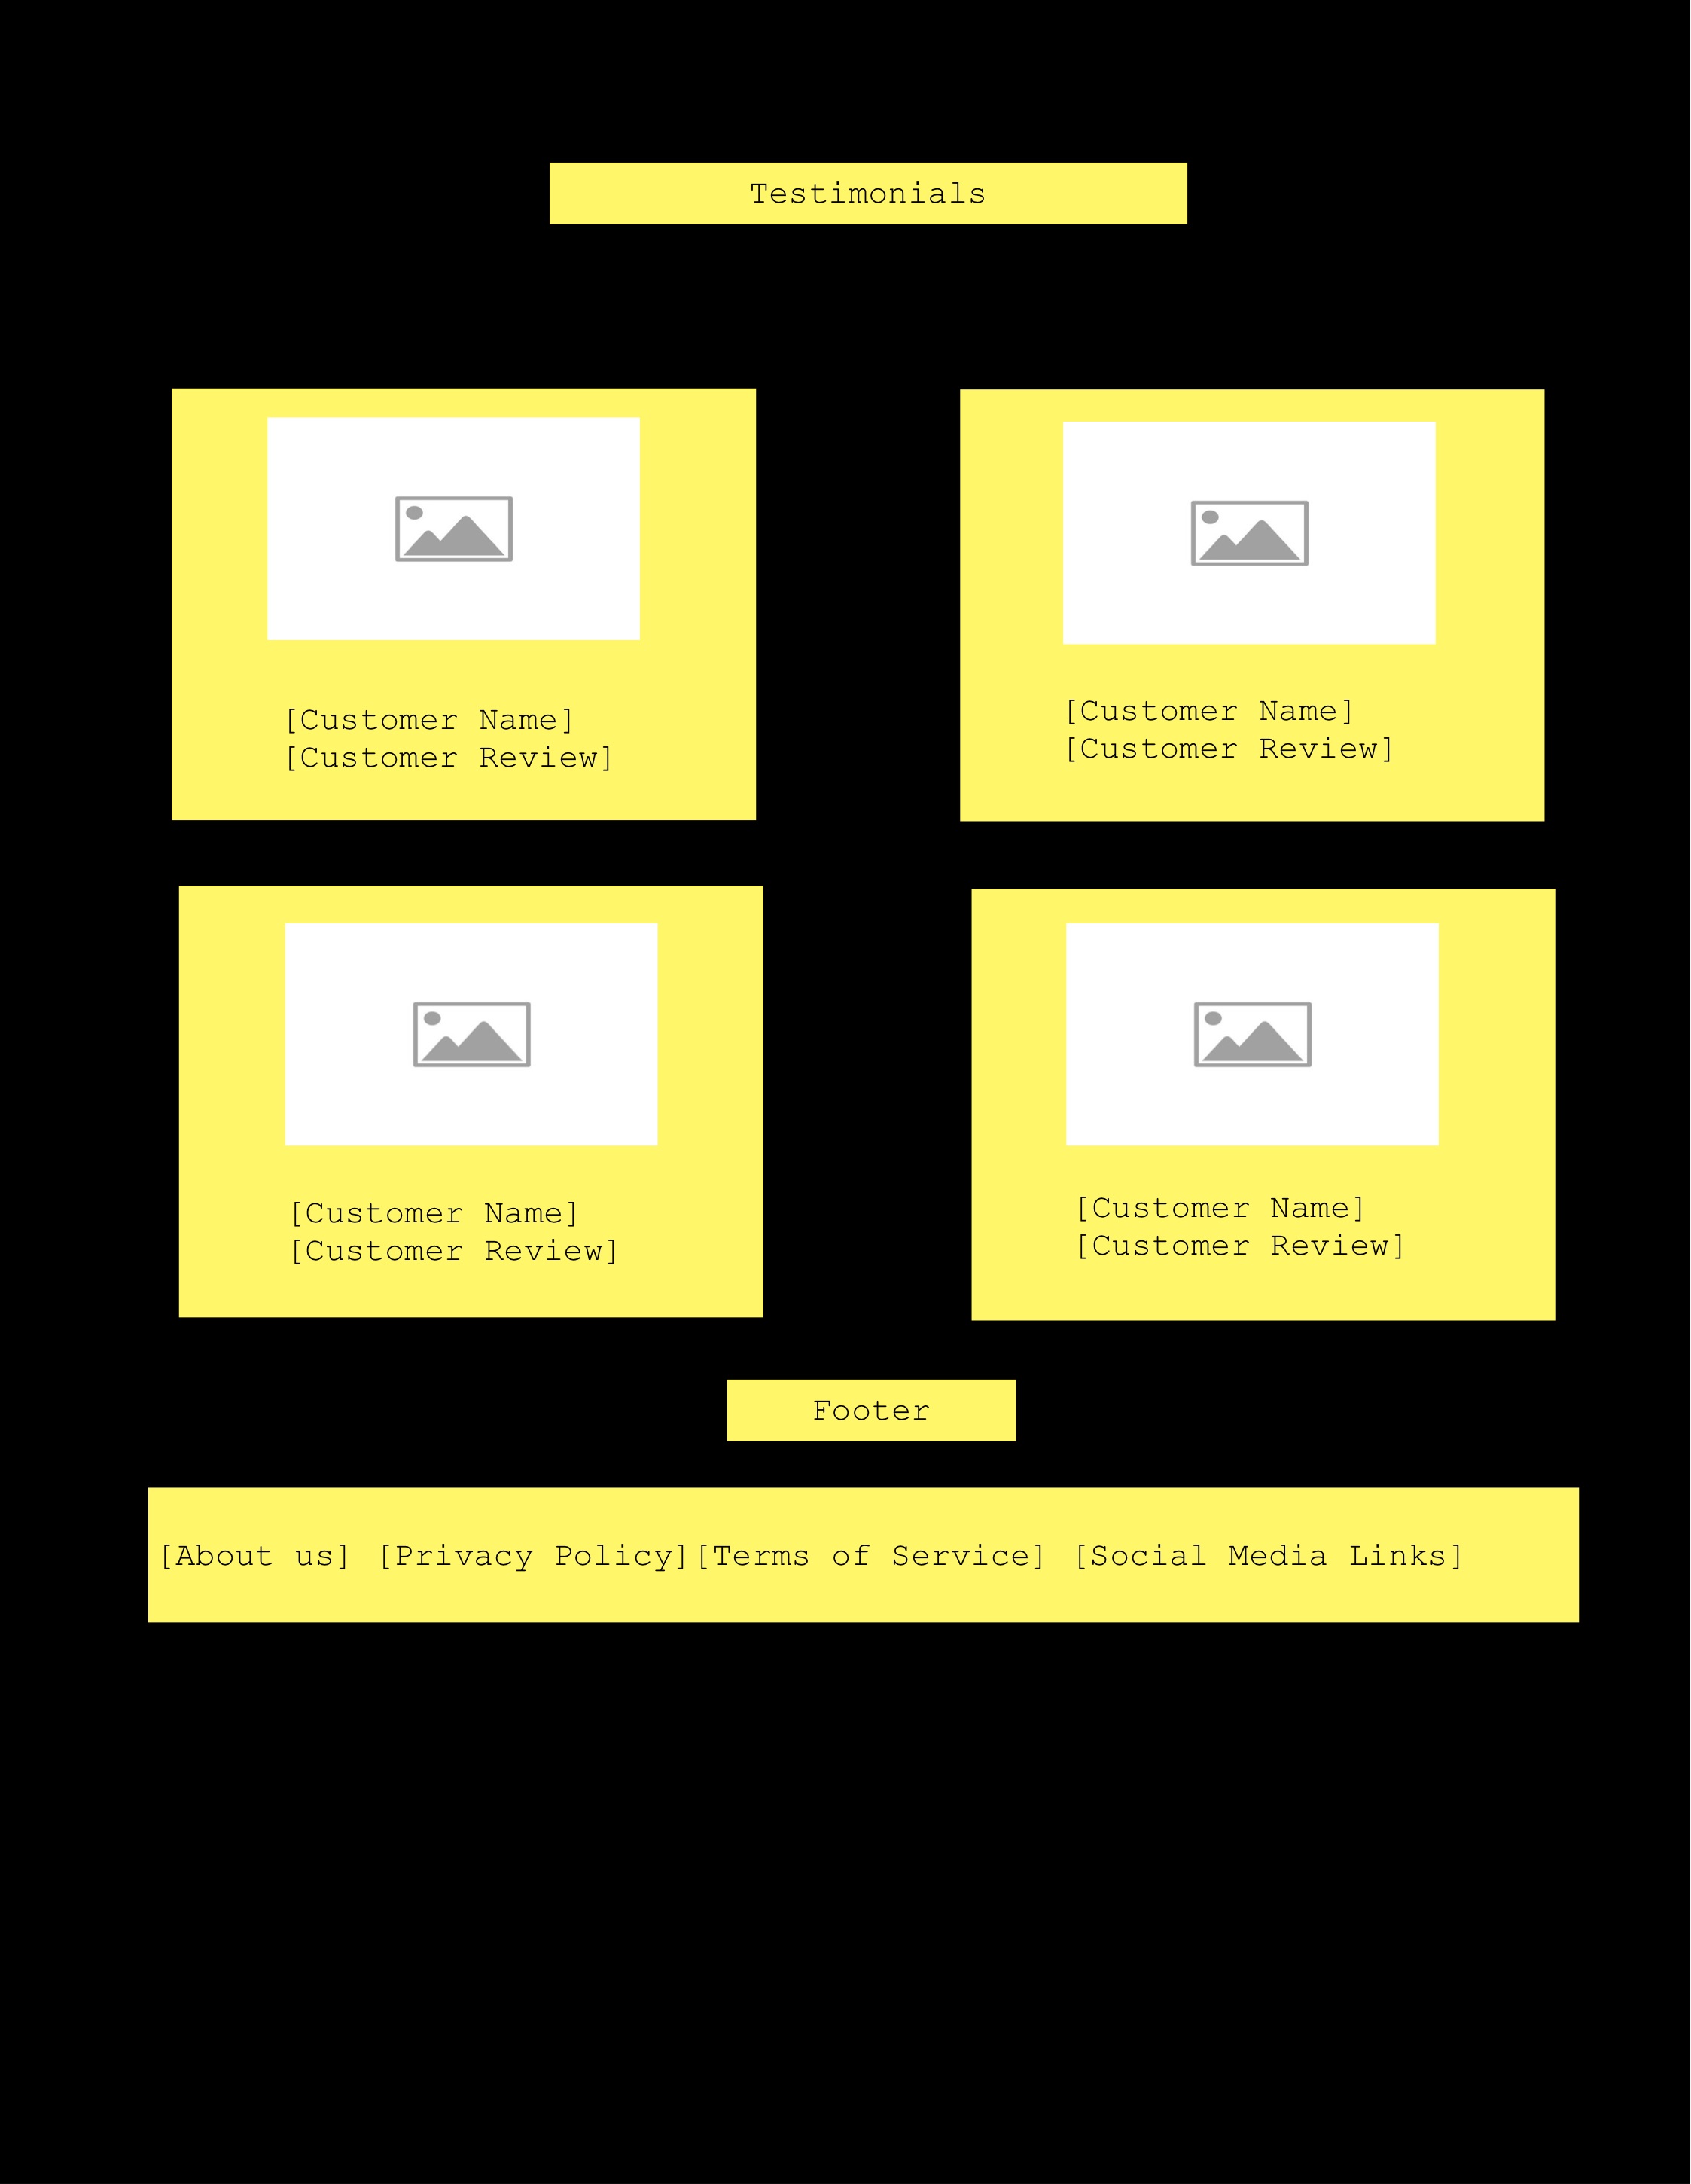 Testimonials
[Customer Name]
[Customer Review]
[Customer Name]
[Customer Review]
[Customer Name]
[Customer Review]
[Customer Name]
[Customer Review]
Footer
[About us] [Privacy Policy][Terms of Service] [Social Media Links]